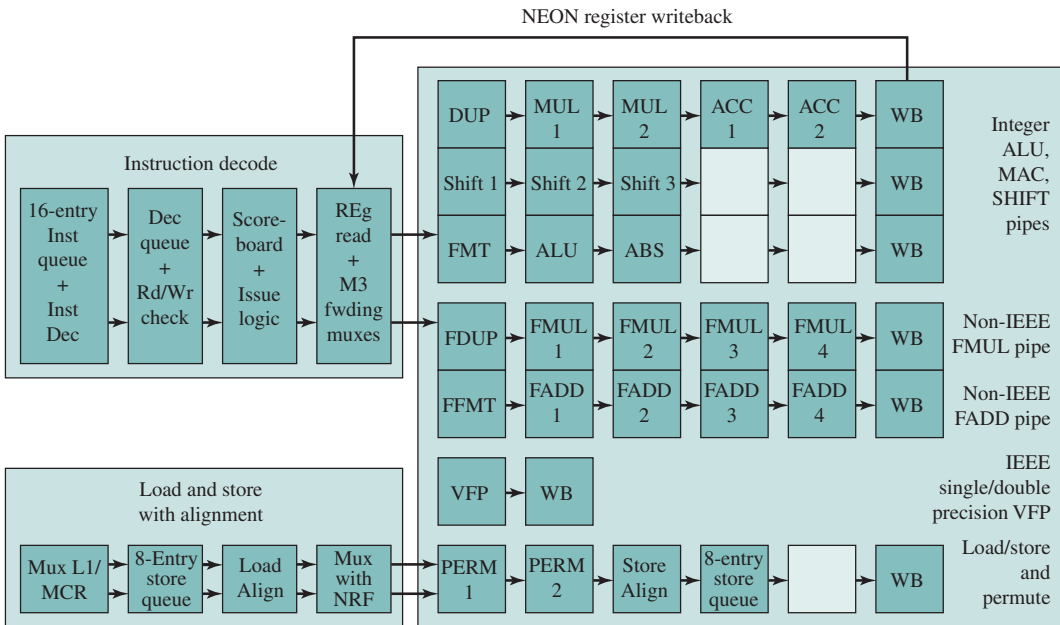 NEON register writeback
Instruction decode
16-entry
Inst
queue
+
Inst
Dec
Dec
queue
+
Rd/Wr
check
Score-
board
+
Issue
logic
REg
read
+
M3
fwding
muxes
DUP
MUL
1
MUL
2
ACC
1
ACC
2
WB
Shift 1
Shift 2
Shift 3
WB
FMT
ALU
ABS
WB
Integer
ALU,
MAC,
SHIFT
pipes
FDUP
FMUL
1
FMUL
2
FMUL
3
FMUL
4
WB
Non-IEEE
FMUL pipe
FFMT
FADD
1
FADD
2
FADD
3
FADD
4
WB
Non-IEEE
FADD pipe
VFP
WB
IEEE
single/double
precision VFP
Load and store
with alignment
Mux L1/
MCR
8-Entry
store
queue
Load
Align
Mux
with
NRF
PERM
1
PERM
2
Store
Align
8-entry
store
queue
WB
Load/store
and
permute